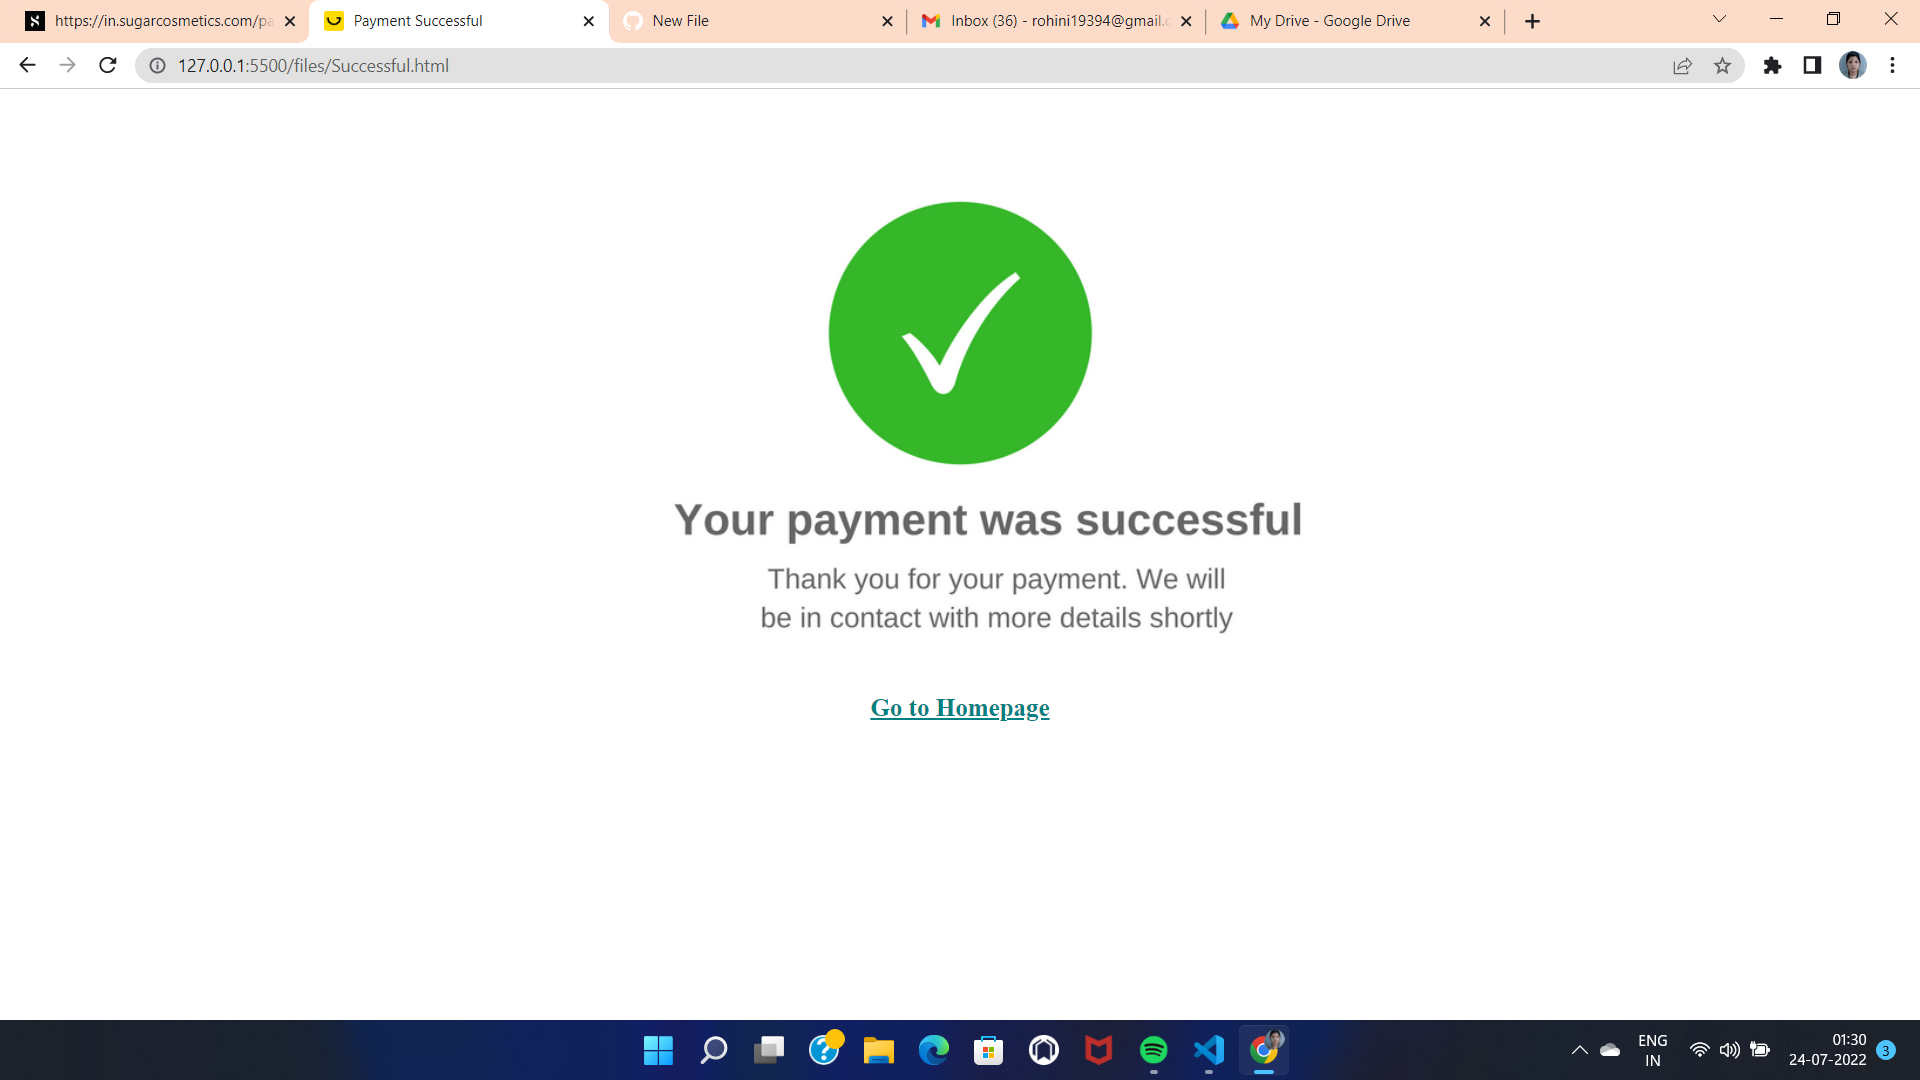 https://in.sugarcosmetics.com/pa
Payment Successful
New File
Inbox (36) - rohini19394@gmail.c
My Drive - Google Drive
127.0.0.1:5500/files/Successful.html
Your payment was successful
Thank you for your payment. We will
be in contact with more details shortly
Go to Homepage
ENG
IN
01:30
24-07-2022
3